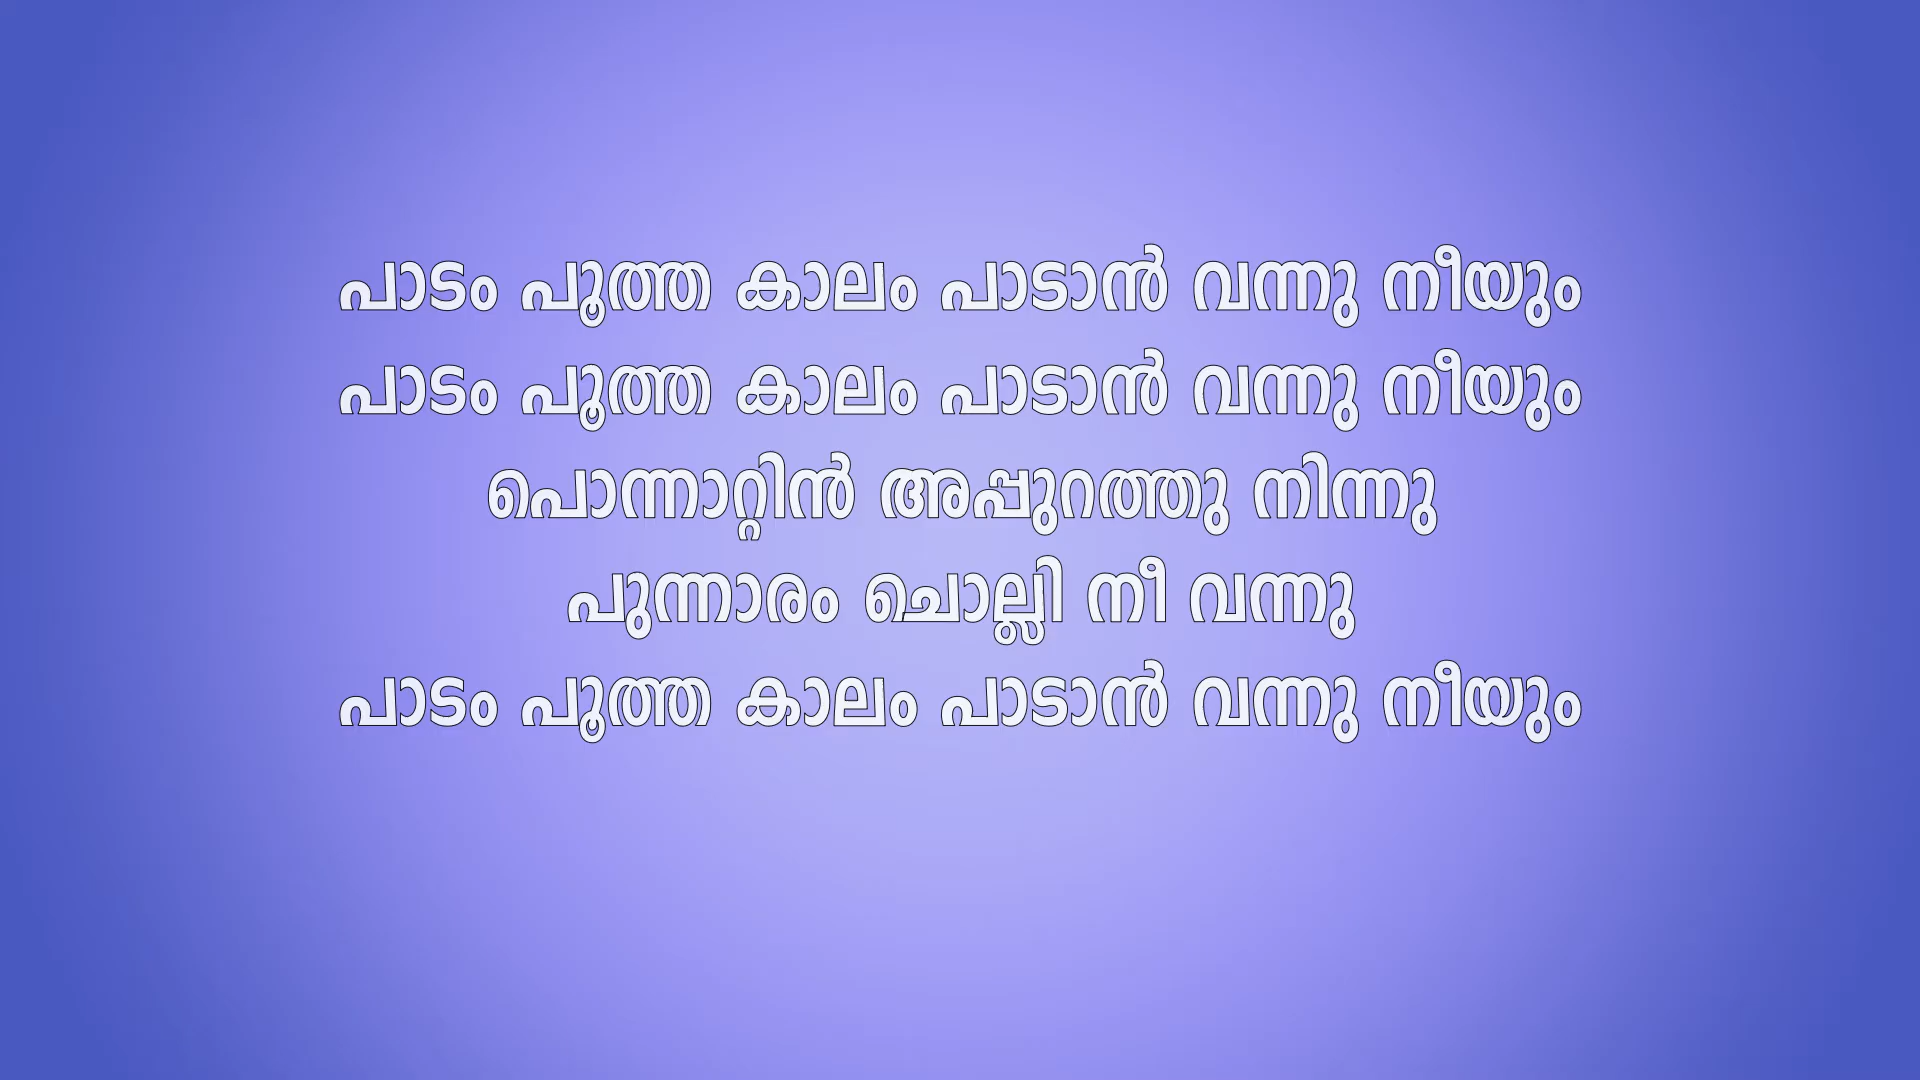 പാടം പൂത്ത കാലം പാടാൻ വന്നു നീയും
പാടം പൂത്ത കാലം പാടാൻ വന്നു നീയും
പൊന്നാറ്റിൻ അപ്പുറത്തു നിന്നു
പുന്നാരം ചൊല്ലി നീ വന്നു
പാടം പൂത്ത കാലം പാടാൻ വന്നു നീയും